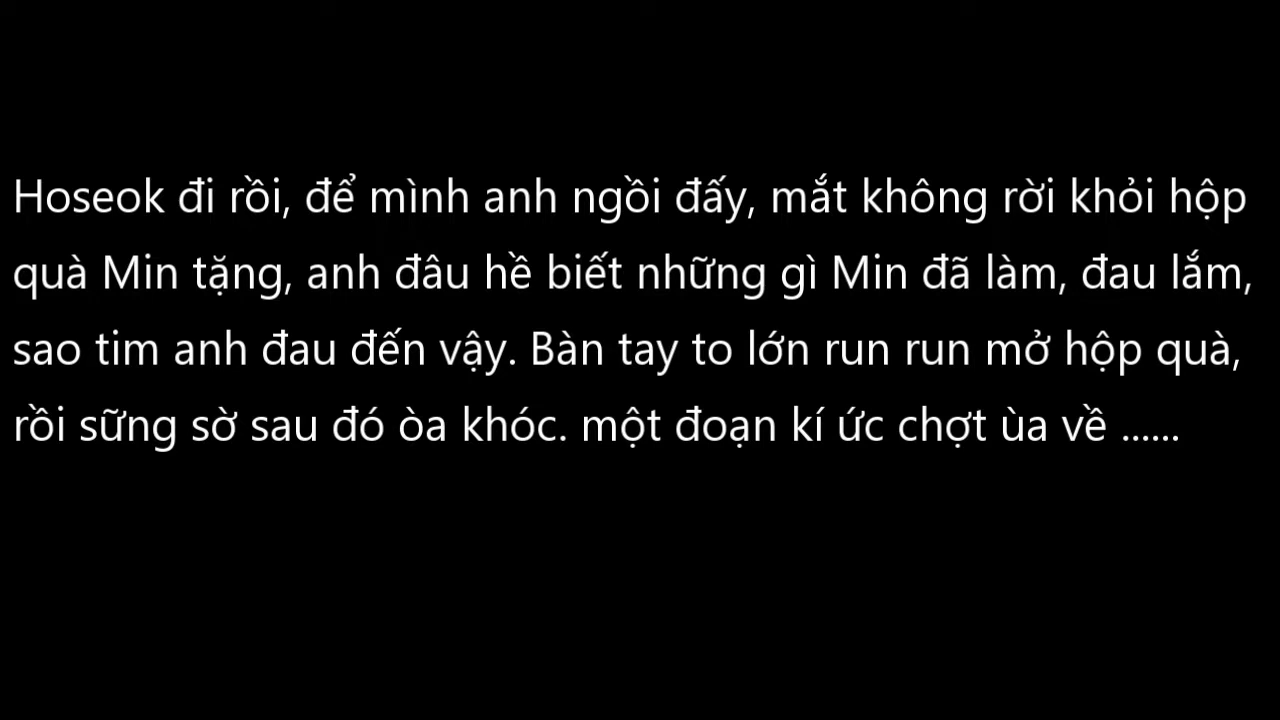 Hoseok đi rồi, để mình anh ngồi đấy, mắt không rời khỏi hộp
quà Min tặng, anh đâu hề biết những gì Min đã làm, đau lắm,
sao tim anh đau đến vậy. Bàn tay to lớn run run mở hộp quà,
rồi sững sờ sau đó òa khóc. một đoạn kí ức chợt ùa về ......